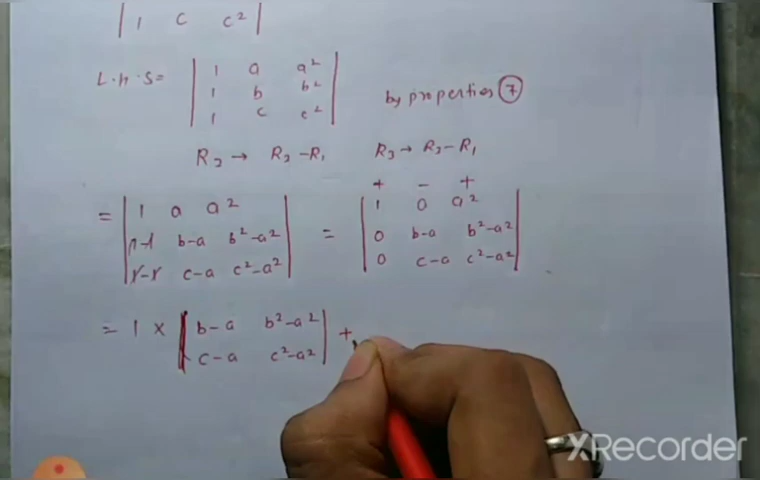 | 1 c c² |
L.H.S = | 1 a a² |
| 1 b b² | by properties ⑦
| 1 c c² |
R₂ → R₂-R₁ R₃ → R₃-R₁
+ - +
= | 1 a a² | = | 1 0 a² |
| 1-1 b-a b²-a² | | 0 b-a b²-a² |
| 1-1 c-a c²-a² | | 0 c-a c²-a² |
= 1 × | b-a b²-a² | +
| c-a c²-a² |
XRecorder